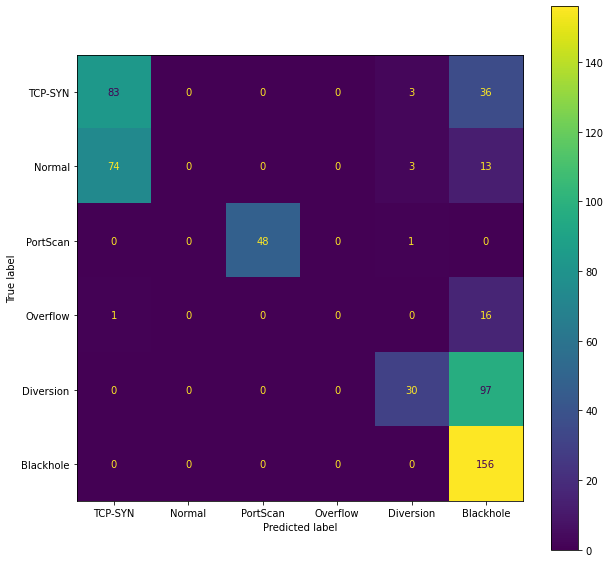 TCP-SYN 83 0 0 0 3 36
Normal 74 0 0 0 3 13
PortScan 0 0 48 0 1 0
Overflow 1 0 0 0 0 16
Diversion 0 0 0 0 30 97
Blackhole 0 0 0 0 0 156
TCP-SYN Normal PortScan Overflow Diversion Blackhole
Predicted label
True label
140
120
100
80
60
40
20
0